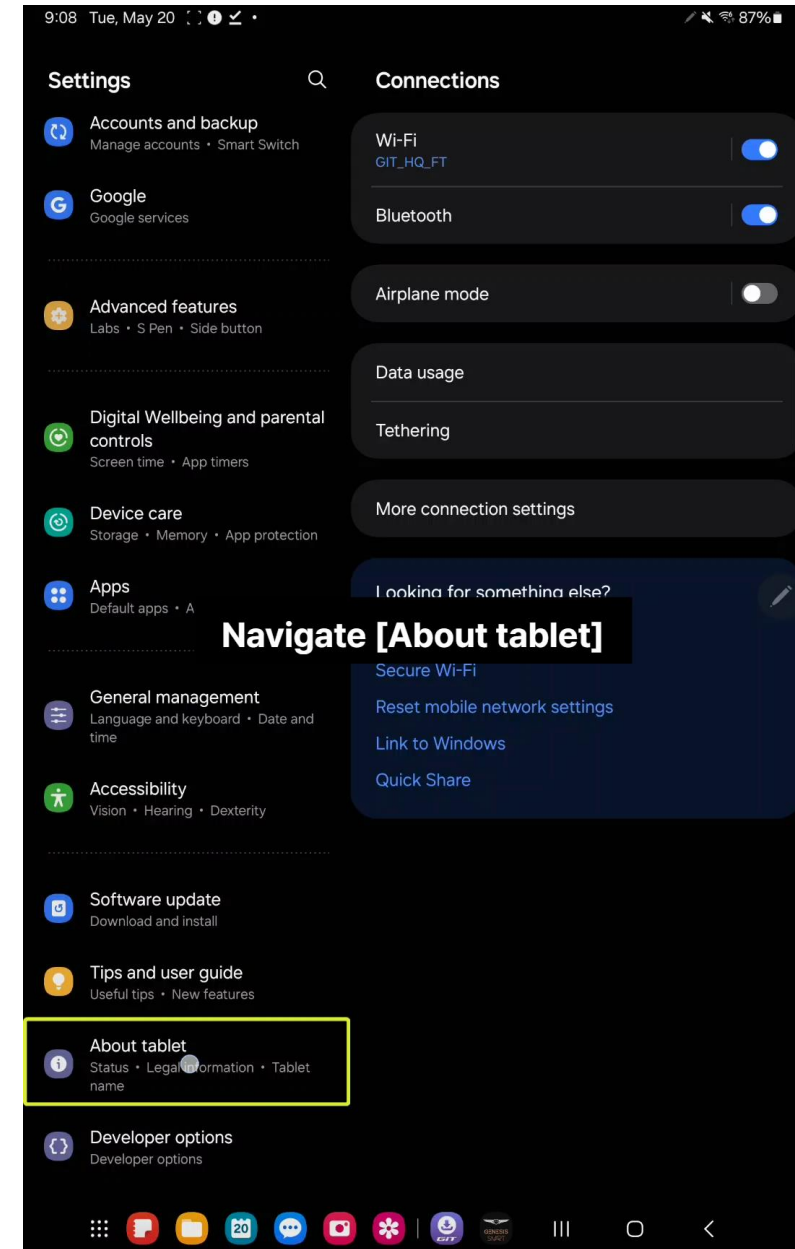 9:08 Tue, May 20
87%
Settings
Accounts and backup
Manage accounts • Smart Switch
Google
Google services
Advanced features
Labs • S Pen • Side button
Digital Wellbeing and parental
controls
Screen time • App timers
Device care
Storage • Memory • App protection
Apps
Default apps • A
General management
Language and keyboard • Date and
time
Accessibility
Vision • Hearing • Dexterity
Software update
Download and install
Tips and user guide
Useful tips • New features
About tablet
Status • Legal information • Tablet
name
Developer options
Developer options
Connections
Wi-Fi
GIT_HQ_FT
Bluetooth
Airplane mode
Data usage
Tethering
More connection settings
Looking for something else?
Navigate [About tablet]
Secure Wi-Fi
Reset mobile network settings
Link to Windows
Quick Share
20
GIT
GENESIS
SMART